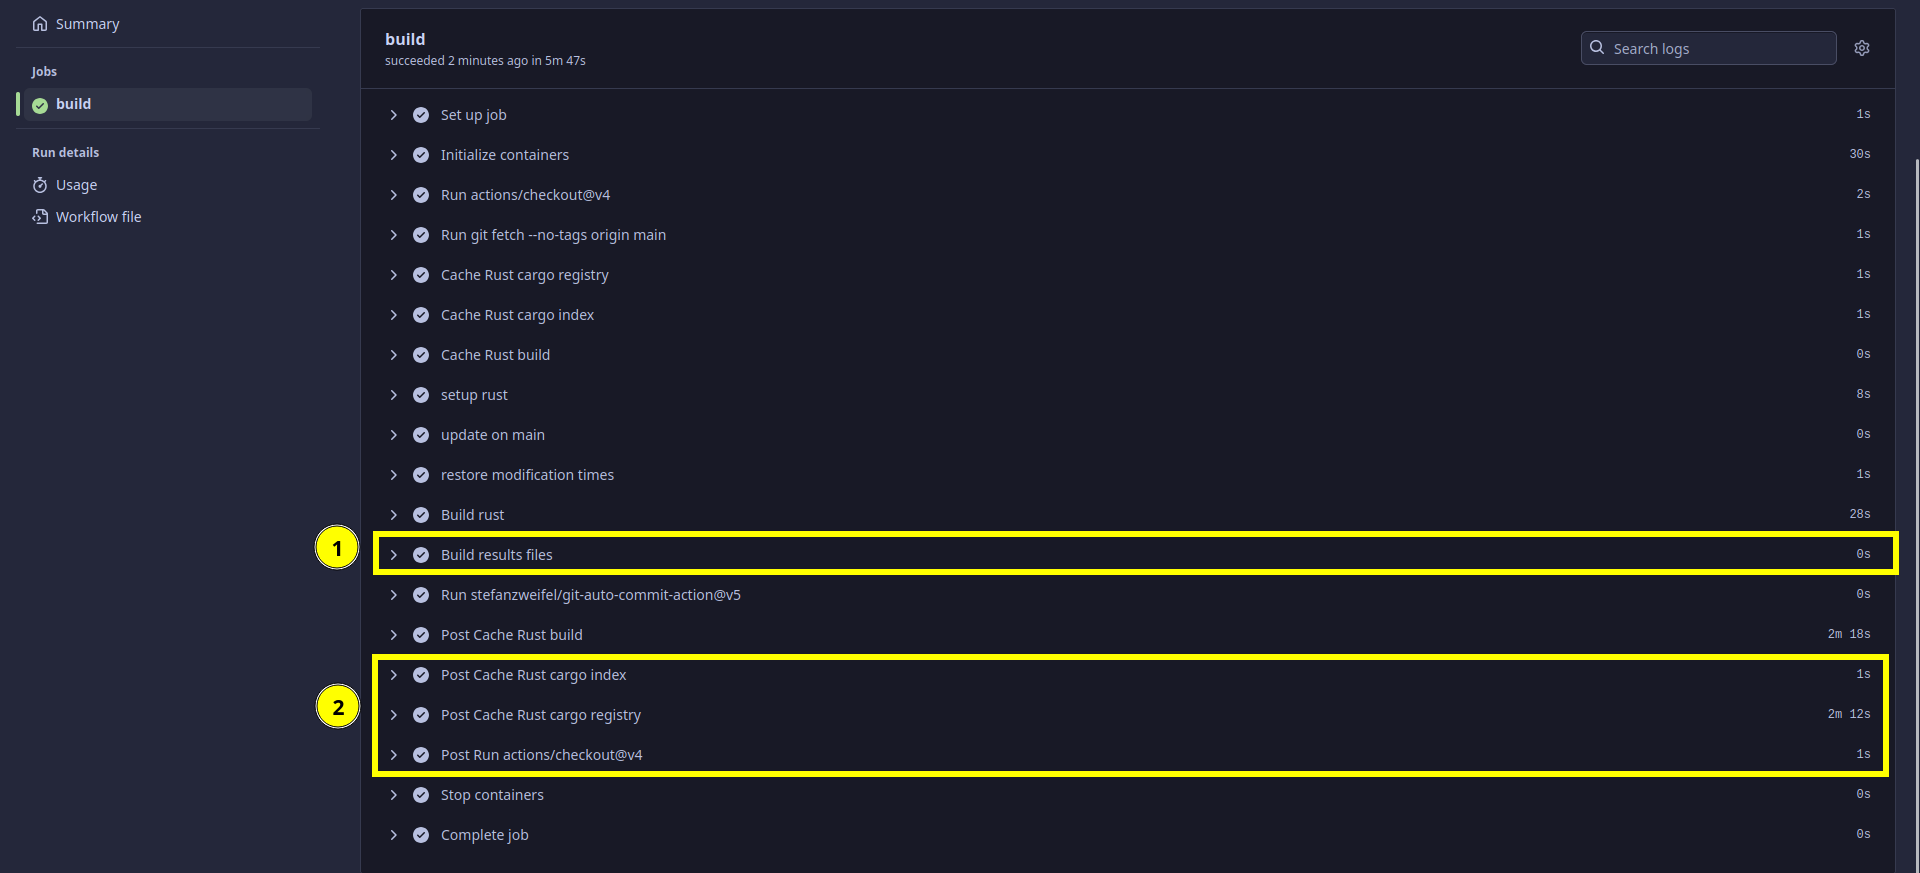 Summary
Jobs
build
Run details
Usage
Workflow file
build
succeeded 2 minutes ago in 5m 47s
Search logs
Set up job 1s
Initialize containers 30s
Run actions/checkout@v4 2s
Run git fetch --no-tags origin main 1s
Cache Rust cargo registry 1s
Cache Rust cargo index 1s
Cache Rust build 0s
setup rust 8s
update on main 0s
restore modification times 1s
Build rust 28s
1 Build results files 0s
Run stefanzweifel/git-auto-commit-action@v5 0s
Post Cache Rust build 2m 18s
Post Cache Rust cargo index 1s
2 Post Cache Rust cargo registry 2m 12s
Post Run actions/checkout@v4 1s
Stop containers 0s
Complete job 0s